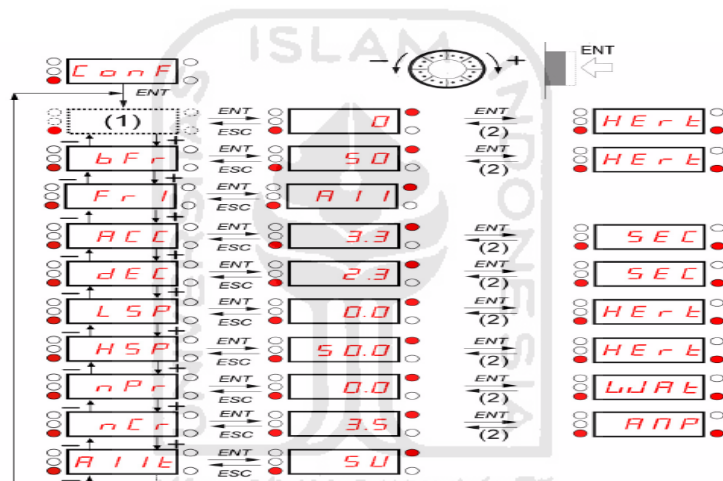 ISLAM
- +
ENT
ConF
ENT
(1) ENT ESC 0 ENT (2) HErt
- +
bFr ENT ESC 50 ENT (2) HErt
- +
Fr1 ENT ESC A11
- +
ACC ENT ESC 3.3 ENT (2) SEC
- +
dEC ENT ESC 2.3 ENT (2) SEC
- +
LSP ENT ESC 0.0 ENT (2) HErt
- +
HSP ENT ESC 50.0 ENT (2) HErt
- +
nPr ENT ESC 0.0 ENT (2) WAt
- +
nCr ENT ESC 3.5 ENT (2) AMP
- +
A11t ENT ESC 5U
INDONESIA